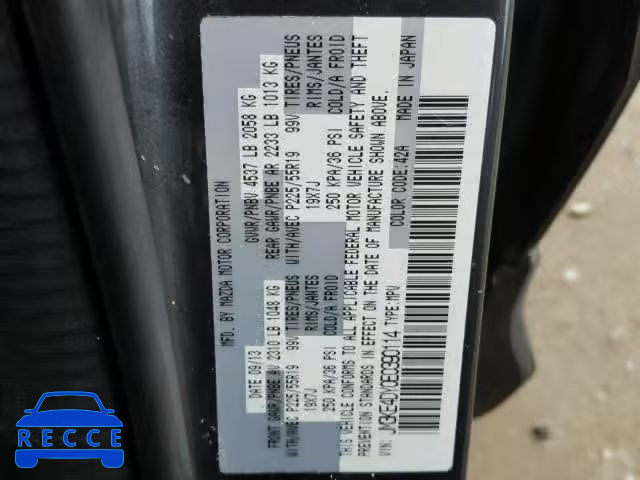 MFD. BY MAZDA MOTOR CORPORATION
DATE 09/13 GVWR/PNBV 4537 LB 2058 KG
FRONT GAWR/PNBE AV 2310 LB 1048 KG REAR GAWR/PNBE AR 2233 LB 1013 KG
WITH/AVEC P225/55R19 99V TIRES/PNEUS WITH/AVEC P225/55R19 99V TIRES/PNEUS
19X7J RIMS/JANTES 19X7J RIMS/JANTES
250 KPA/36 PSI COLD/A FROID 250 KPA/36 PSI COLD/A FROID
THIS VEHICLE CONFORMS TO ALL APPLICABLE FEDERAL MOTOR VEHICLE SAFETY AND THEFT
PREVENTION STANDARDS IN EFFECT ON THE DATE OF MANUFACTURE SHOWN ABOVE.
VIN: JM3KE4DY0E0390114 TYPE:MPV COLOR CODE:42A MADE IN JAPAN
18
RECCE